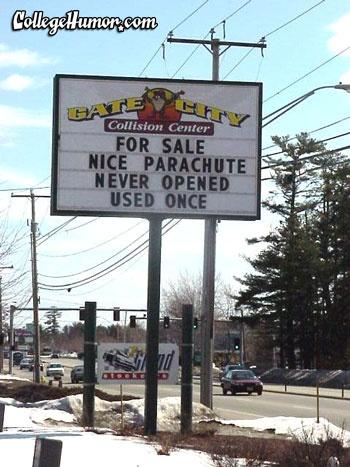 CollegeHumor.com
GATE CITY
Collision Center
FOR SALE
NICE PARACHUTE
NEVER OPENED
USED ONCE